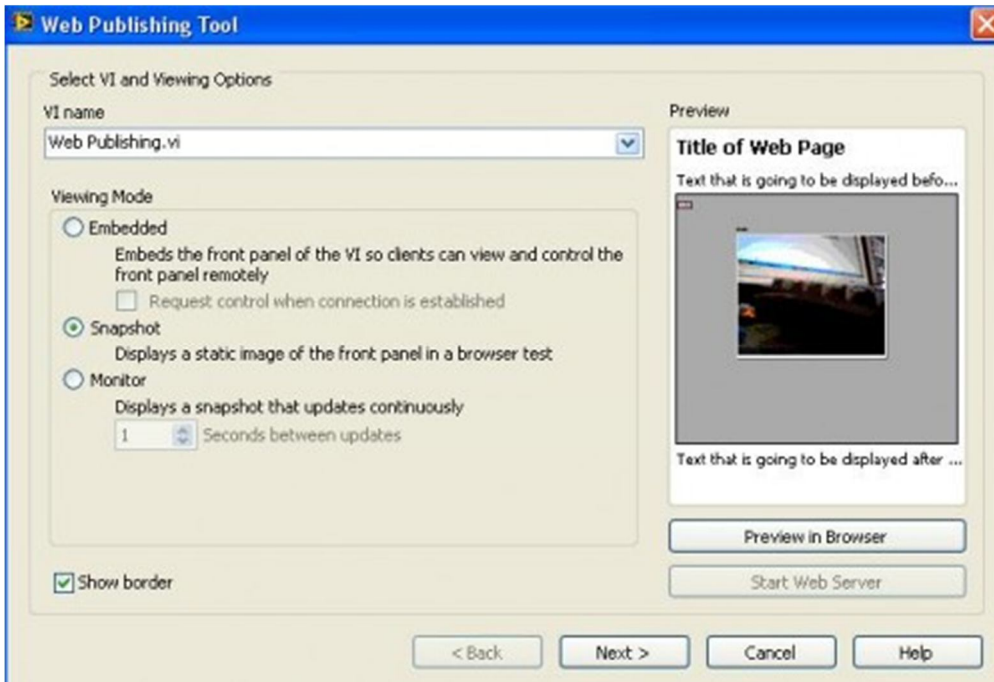 Web Publishing Tool
Select VI and Viewing Options
VI name
Web Publishing.vi
Viewing Mode
Embedded
Embeds the front panel of the VI so clients can view and control the
front panel remotely
Request control when connection is established
Snapshot
Displays a static image of the front panel in a browser test
Monitor
Displays a snapshot that updates continuously
1 Seconds between updates
Show border
Preview
Title of Web Page
Text that is going to be displayed befo...
Text that is going to be displayed after ...
Preview in Browser
Start Web Server
< Back Next > Cancel Help